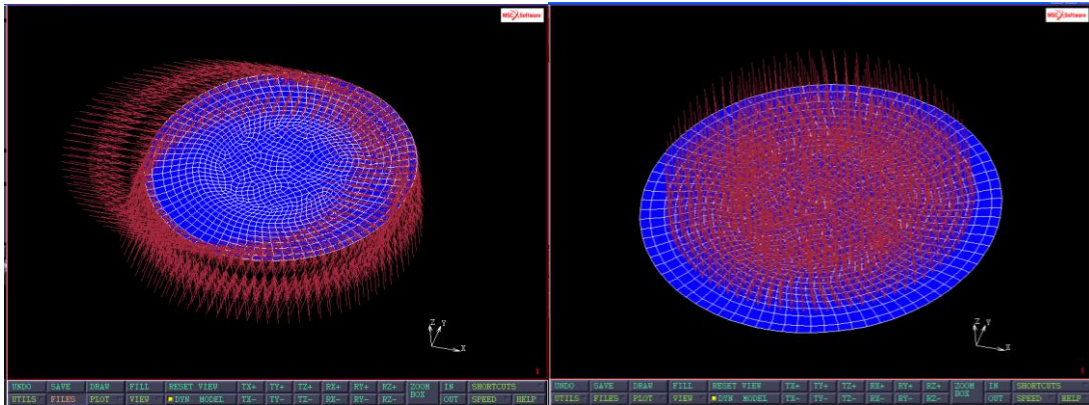 MSC Software
MSC Software
Z Y
X
Z Y
X
1
1
UNDO SAVE DRAW FILL RESET VIEW TX+ TY+ TZ+ RX+ RY+ RZ+ ZOOM BOX IN SHORTCUTS
UTILS FILES PLOT VIEW DYN. MODEL TX- TY- TZ- RX- RY- RZ- OUT SPEED HELP
UNDO SAVE DRAW FILL RESET VIEW TX+ TY+ TZ+ RX+ RY+ RZ+ ZOOM BOX IN SHORTCUTS
UTILS FILES PLOT VIEW DYN. MODEL TX- TY- TZ- RX- RY- RZ- OUT SPEED HELP